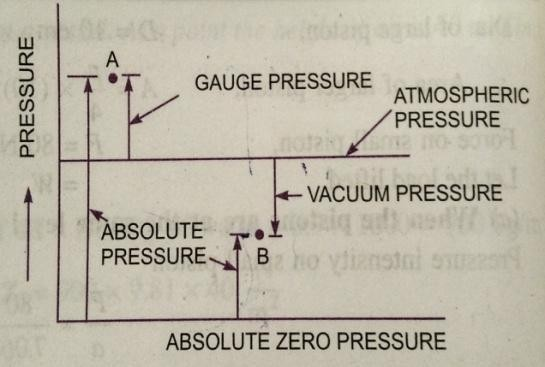 A
GAUGE PRESSURE
ATMOSPHERIC
PRESSURE
PRESSURE
VACUUM PRESSURE
ABSOLUTE
PRESSURE
B
ABSOLUTE ZERO PRESSURE